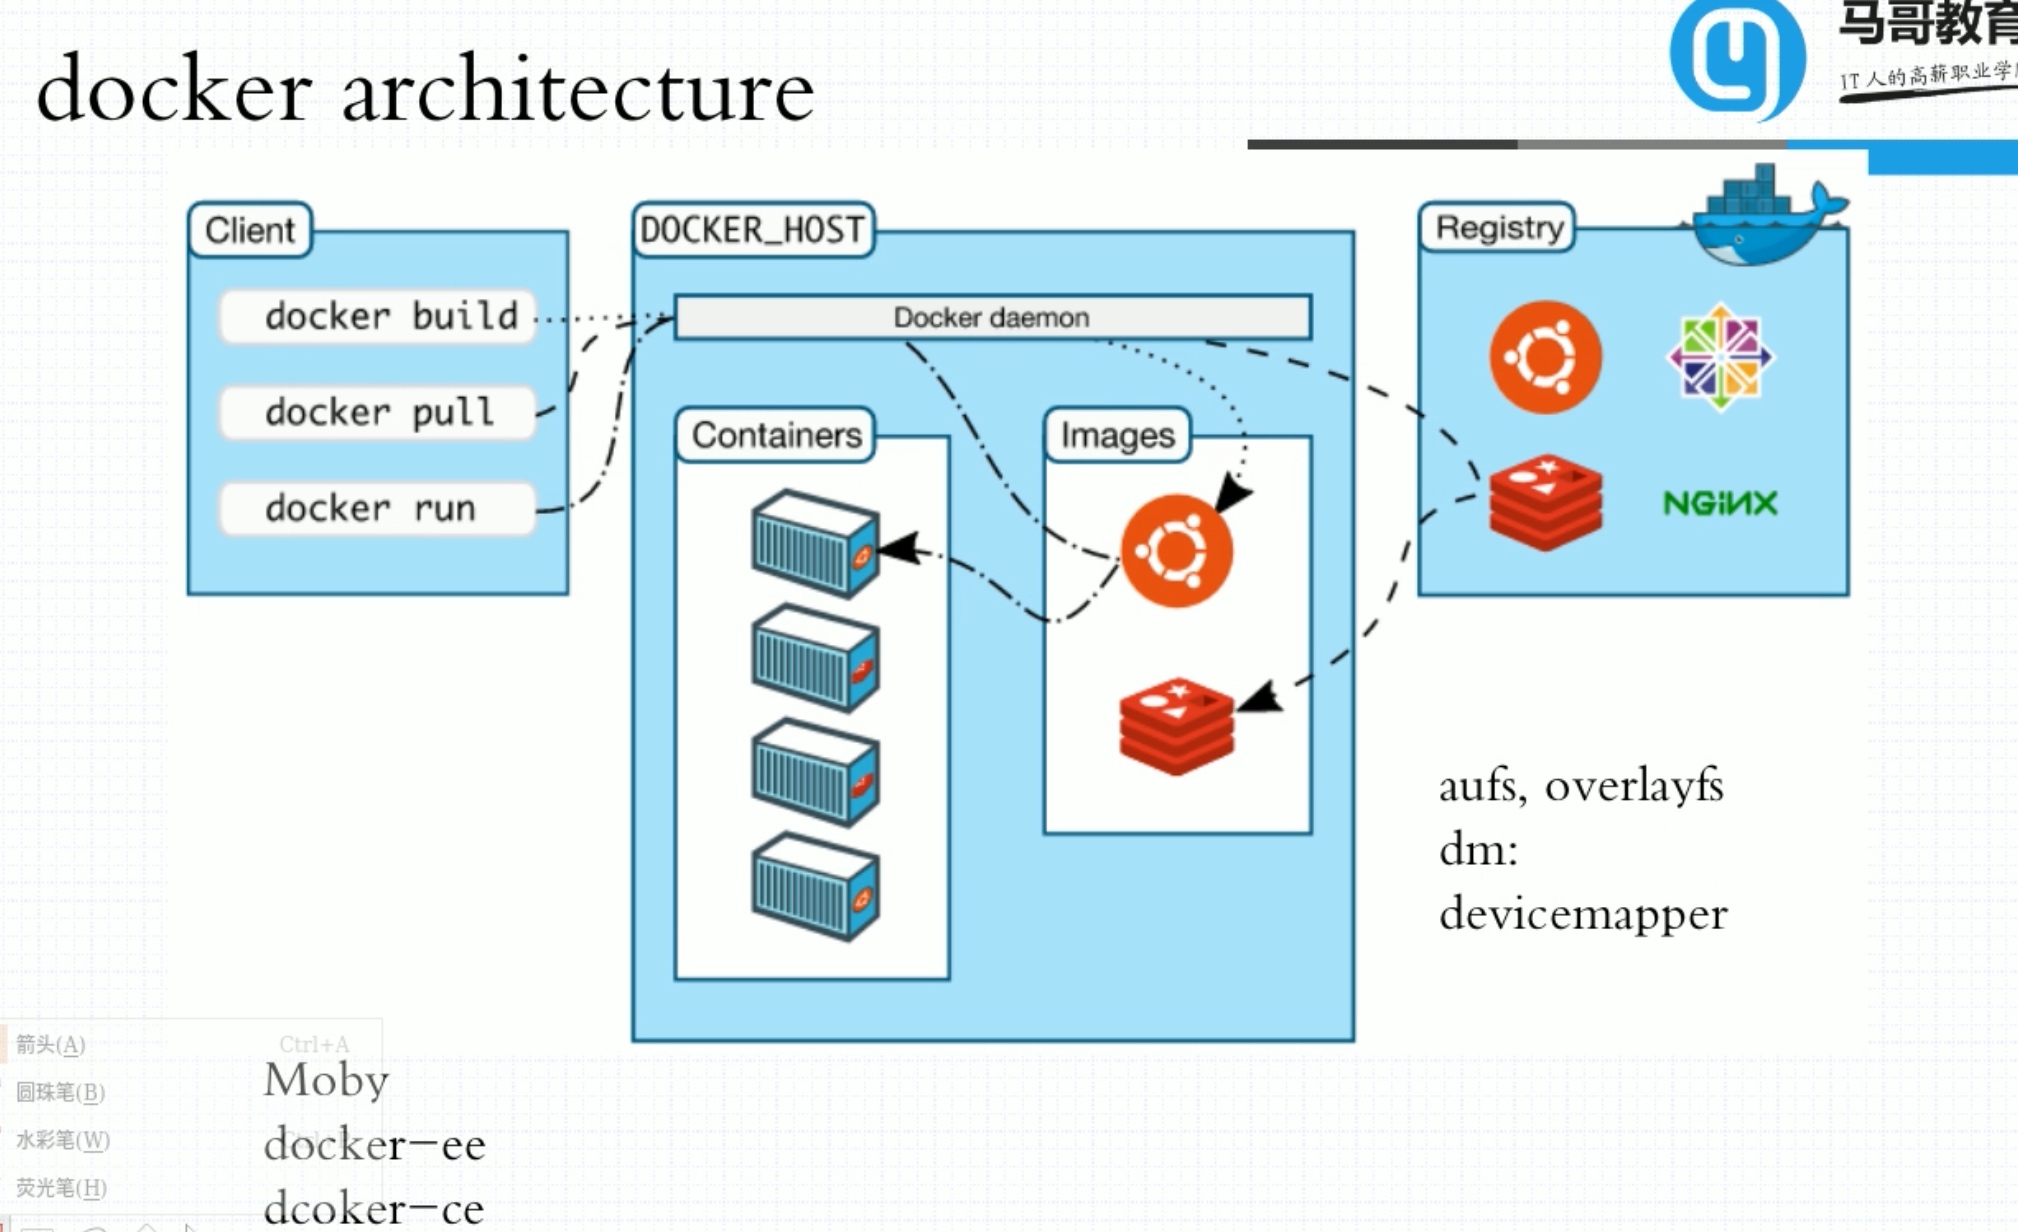 docker architecture
马哥教育
IT人的高薪职业学
Client
docker build
docker pull
docker run
DOCKER_HOST
Docker daemon
Containers
Images
Registry
NGiNX
aufs, overlayfs
dm:
devicemapper
箭头(A) Ctrl+A
圆珠笔(B)
水彩笔(W)
荧光笔(H)
Moby
docker-ee
dcoker-ce